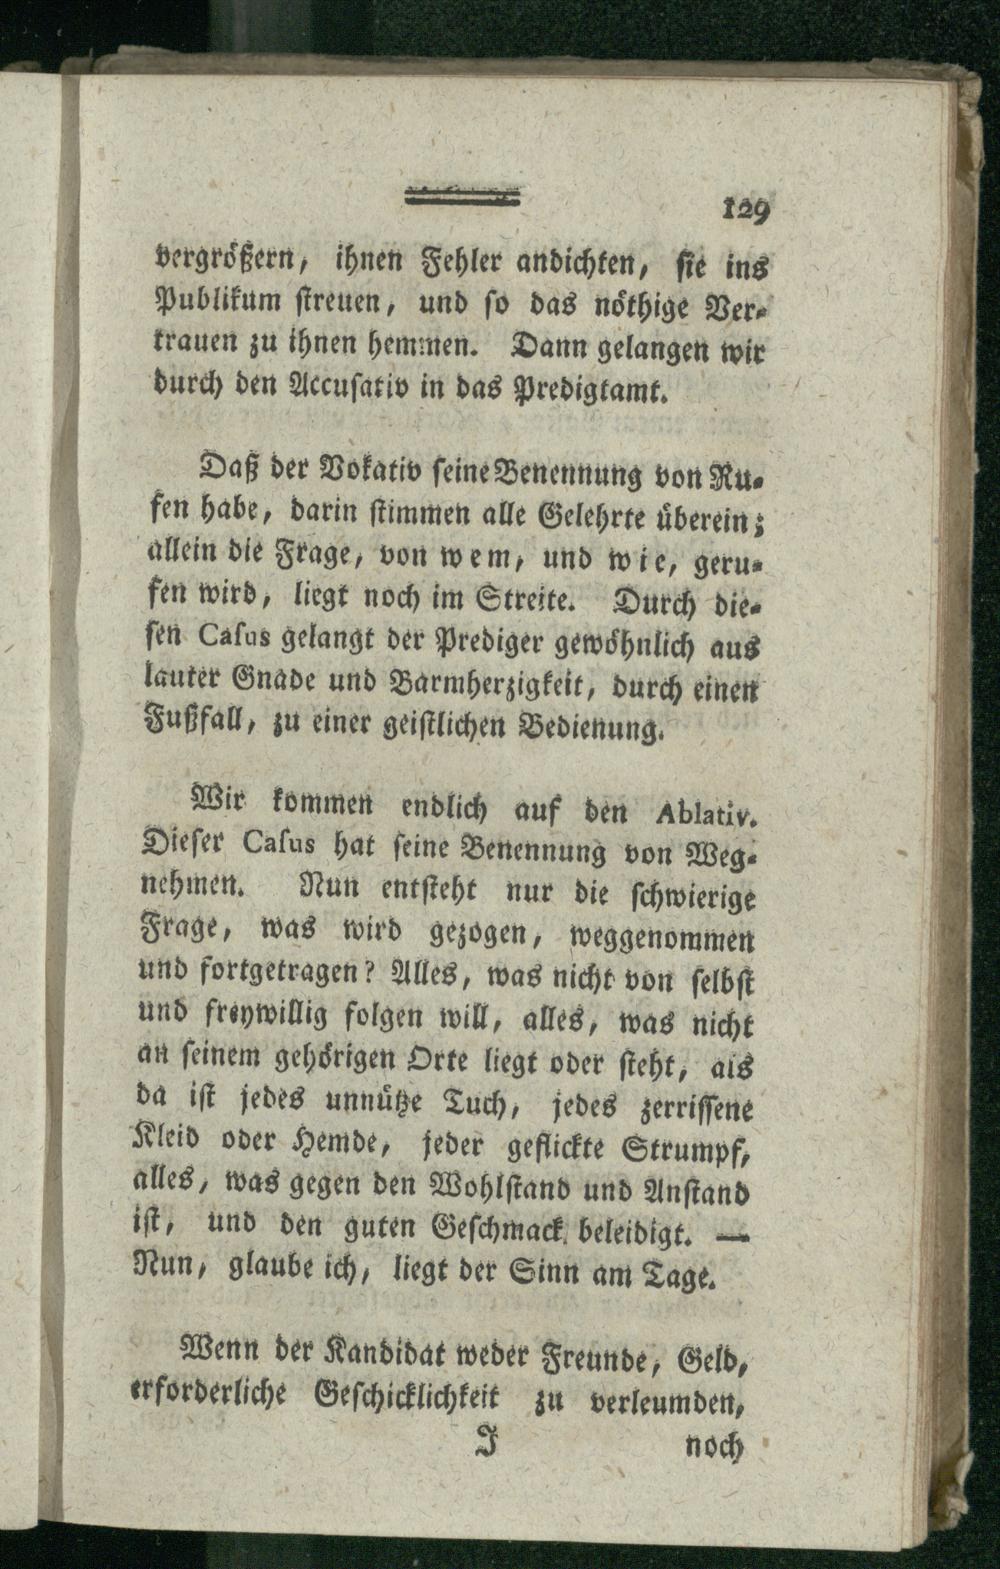 129
vergrößern, ihnen Fehler andichten, sie ins
Publikum streuen, und so das nöthige Ver-
trauen zu ihnen hemmen. Dann gelangen wir
durch den Accusativ in das Predigtamt.
Daß der Vokativ seine Benennung von Ru-
fen habe, darin stimmen alle Gelehrte überein;
allein die Frage, von wem, und wie, geru-
fen wird, liegt noch im Streite. Durch die-
sen Casus gelangt der Prediger gewöhnlich aus
lauter Gnade und Barmherzigkeit, durch einen
Fußfall, zu einer geistlichen Bedienung.
Wir kommen endlich auf den Ablativ.
Dieser Casus hat seine Benennung von Weg-
nehmen. Nun entsteht nur die schwierige
Frage, was wird gezogen, weggenommen
und fortgetragen? Alles, was nicht von selbst
und freywillig folgen will, alles, was nicht
an seinem gehörigen Orte liegt oder steht, als
da ist jedes unnütze Tuch, jedes zerrissene
Kleid oder Hemde, jeder geflickte Strumpf,
alles, was gegen den Wohlstand und Anstand
ist, und den guten Geschmack beleidigt. —
Nun, glaube ich, liegt der Sinn am Tage.
Wenn der Kandidat weder Freunde, Geld,
erforderliche Geschicklichkeit zu verleumden,
J noch